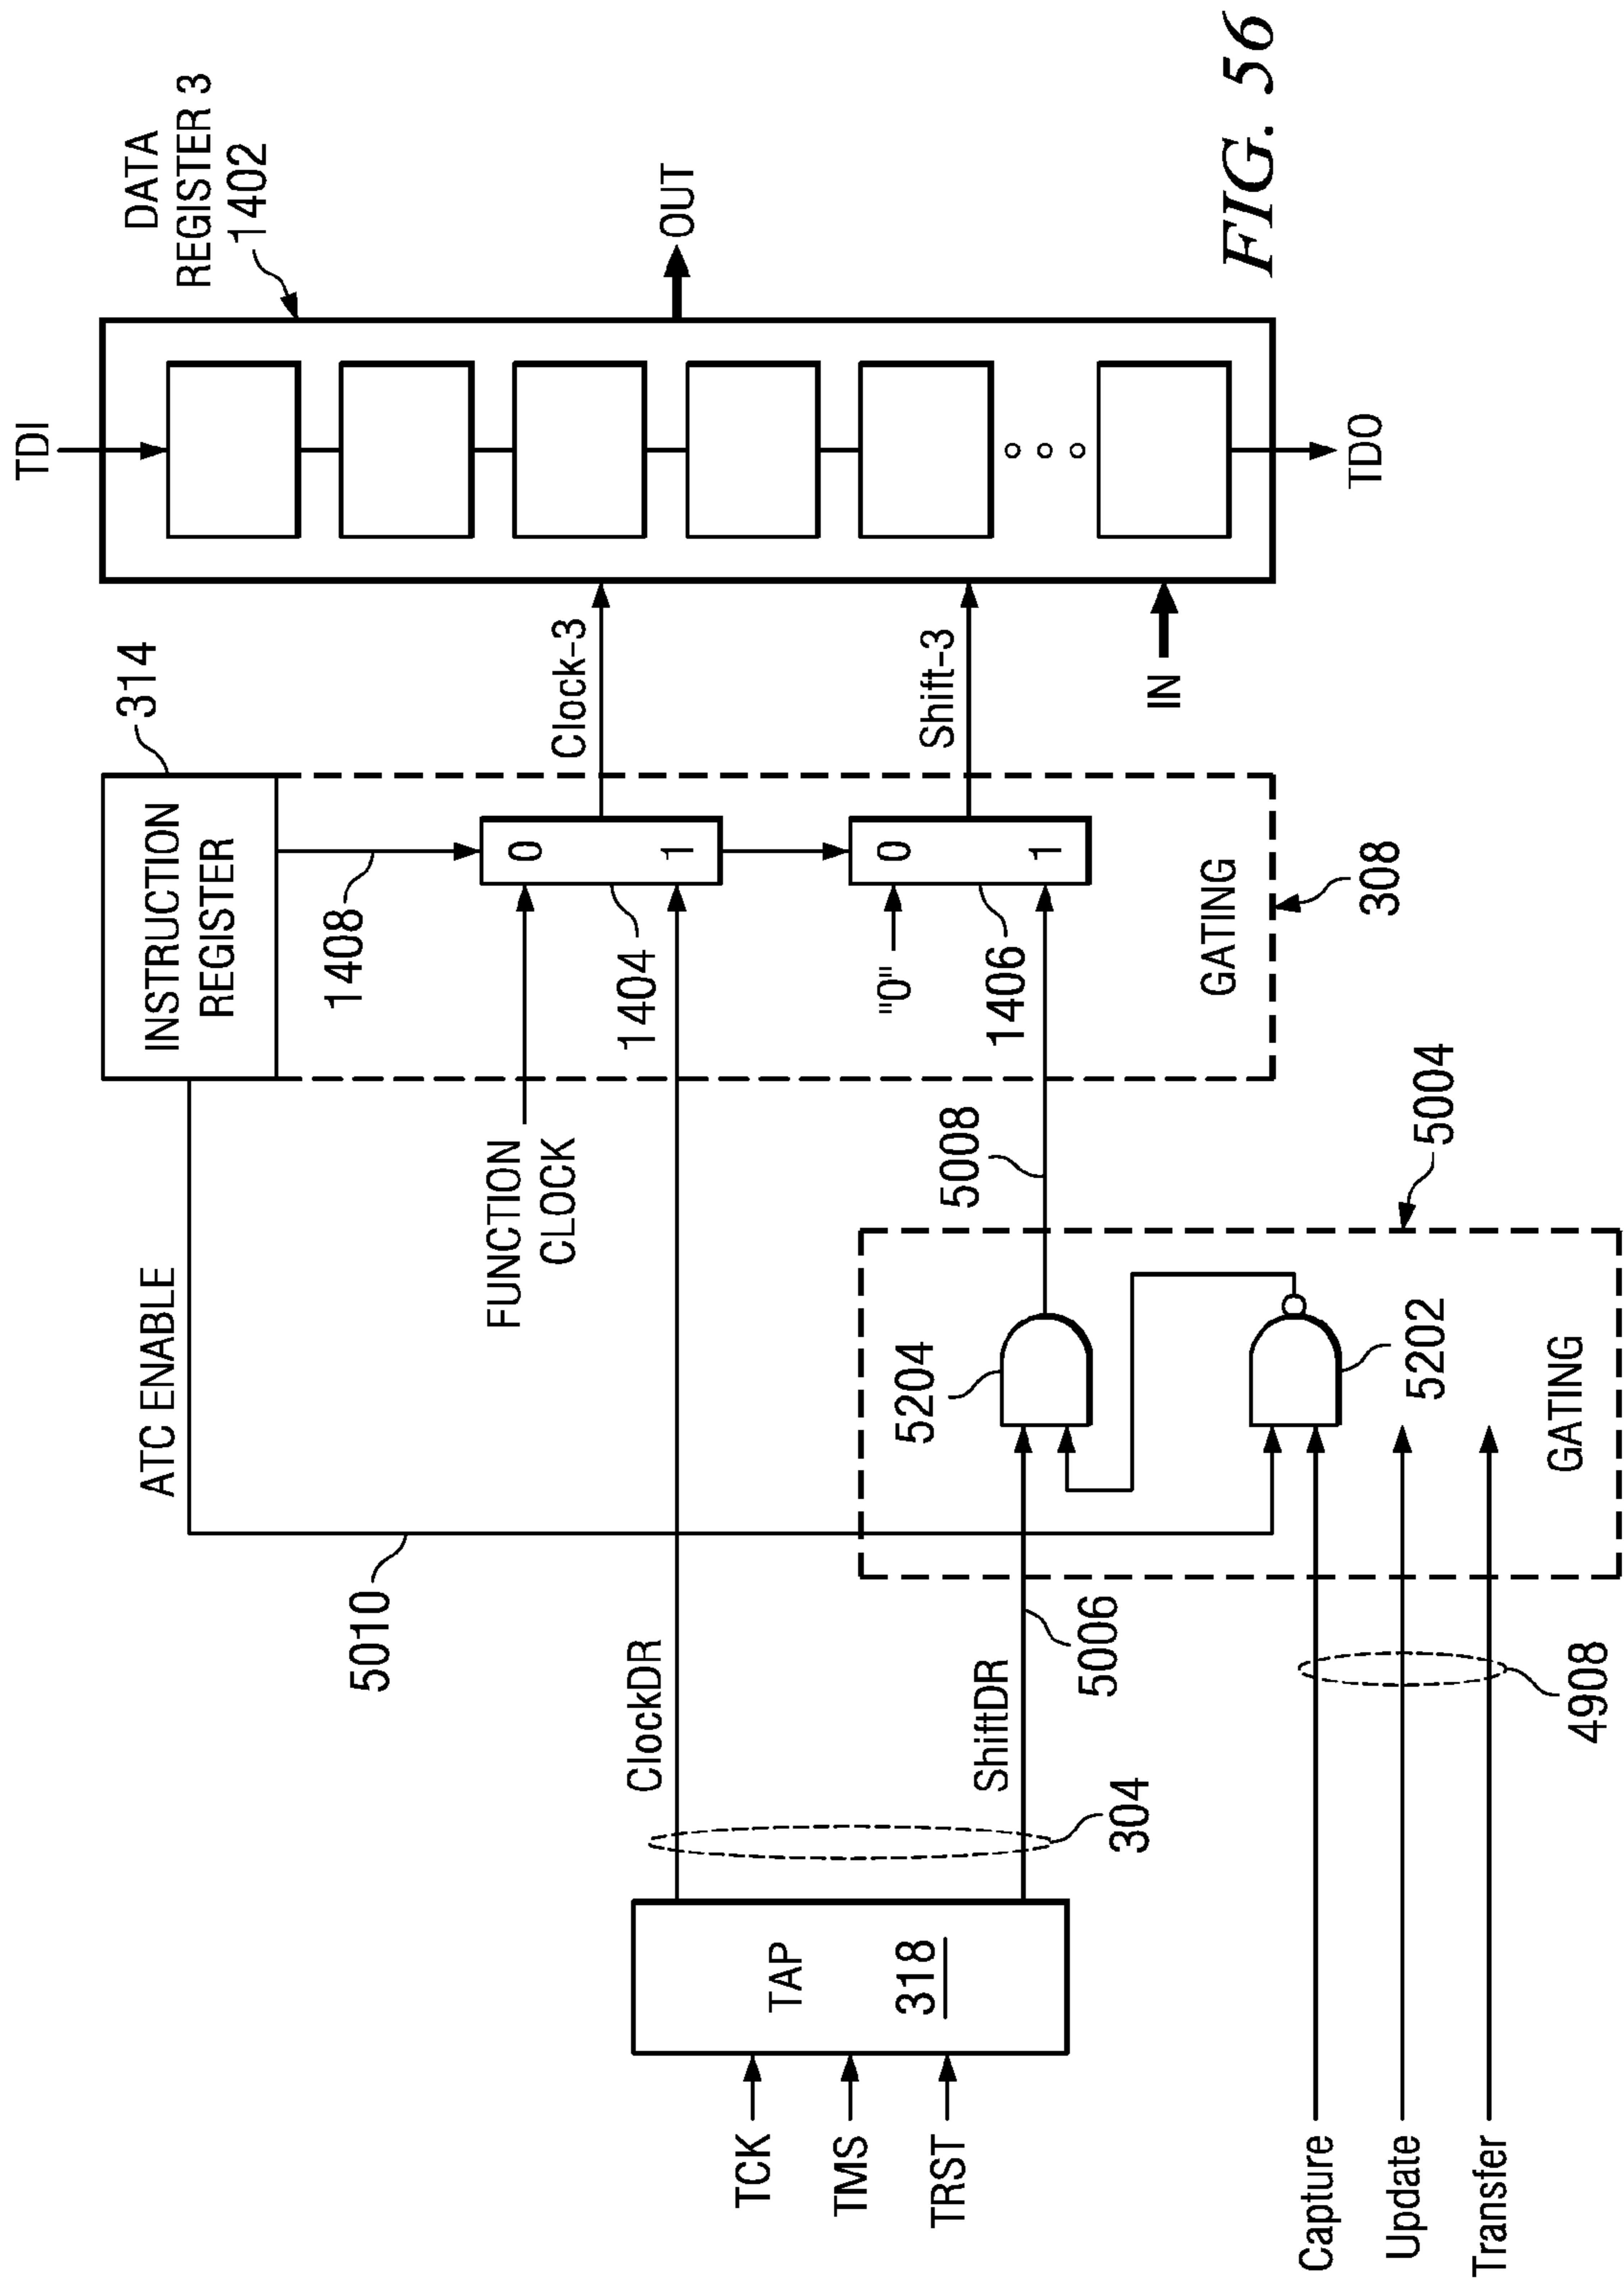 TCK
TMS
TRST
TAP
318
304
ClockDR
ShiftDR
5006
5010
ATC ENABLE
Capture
Update
Transfer
4908
5204
5202
GATING
5004
5008
FUNCTION
CLOCK
INSTRUCTION
REGISTER
314
1408
0
1
1404
"0"
0
1
1406
GATING
308
Clock-3
Shift-3
IN
TDI
TDO
OUT
DATA
REGISTER 3
1402
FIG. 56